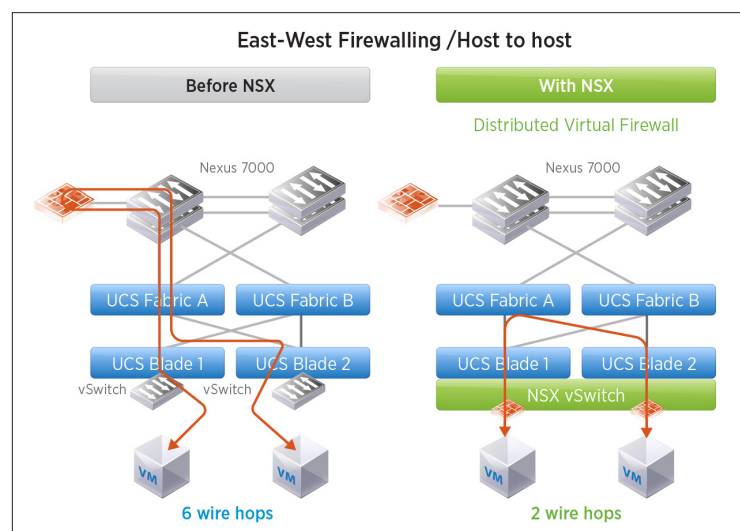 East-West Firewalling /Host to host
Before NSX
Nexus 7000
UCS Fabric A
UCS Fabric B
UCS Blade 1
UCS Blade 2
vSwitch
vSwitch
VM
VM
6 wire hops
With NSX
Distributed Virtual Firewall
Nexus 7000
UCS Fabric A
UCS Fabric B
UCS Blade 1
UCS Blade 2
NSX vSwitch
VM
VM
2 wire hops